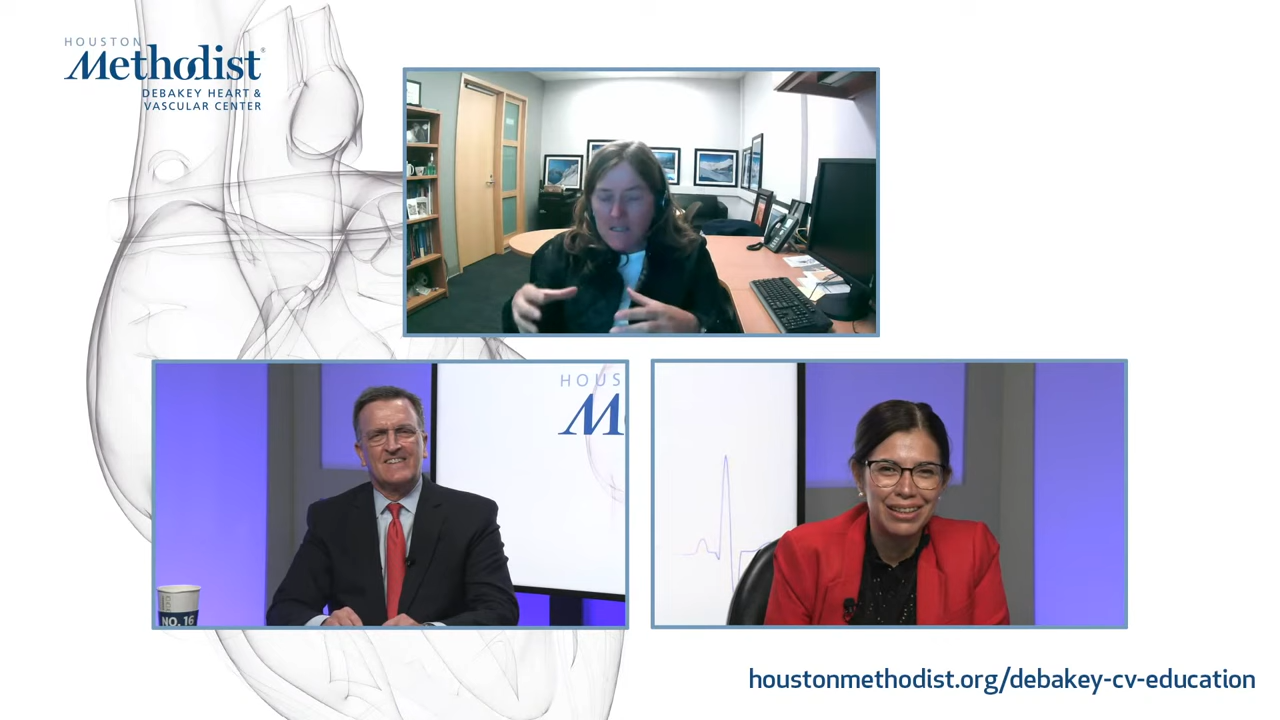 HOUSTON
Methodist®
DEBAKEY HEART &
VASCULAR CENTER
HOUS
M
NO. 16
houstonmethodist.org/debakey-cv-education